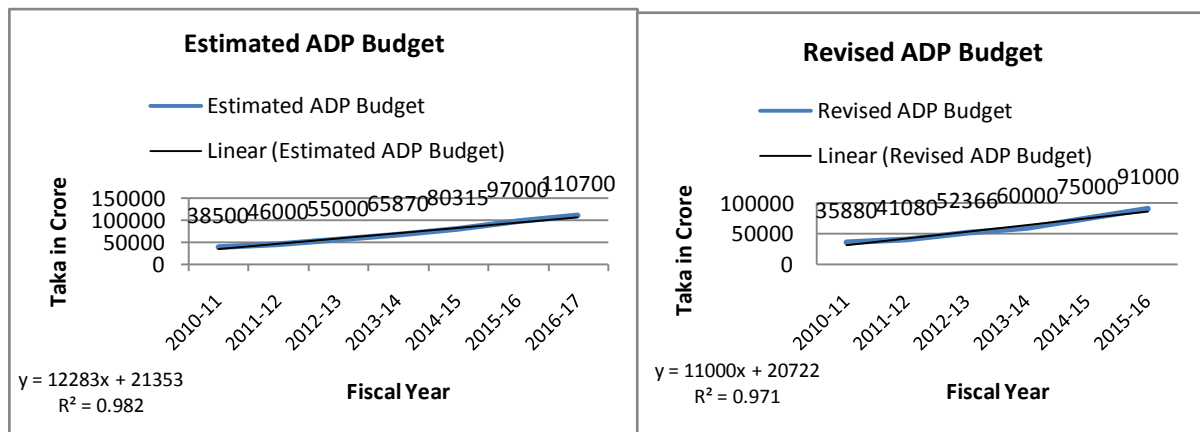 Estimated ADP Budget
Estimated ADP Budget
Linear (Estimated ADP Budget)
Taka in Crore
150000
100000
50000
0
38500 46000 55000 65870 80315 97000 110700
2010-11 2011-12 2012-13 2013-14 2014-15 2015-16 2016-17
y = 12283x + 21353
R² = 0.982
Fiscal Year
Revised ADP Budget
Revised ADP Budget
Linear (Revised ADP Budget)
Taka in Crore
100000
50000
0
35880 41080 52366 60000 75000 91000
2010-11 2011-12 2012-13 2013-14 2014-15 2015-16
y = 11000x + 20722
R² = 0.971
Fiscal Year